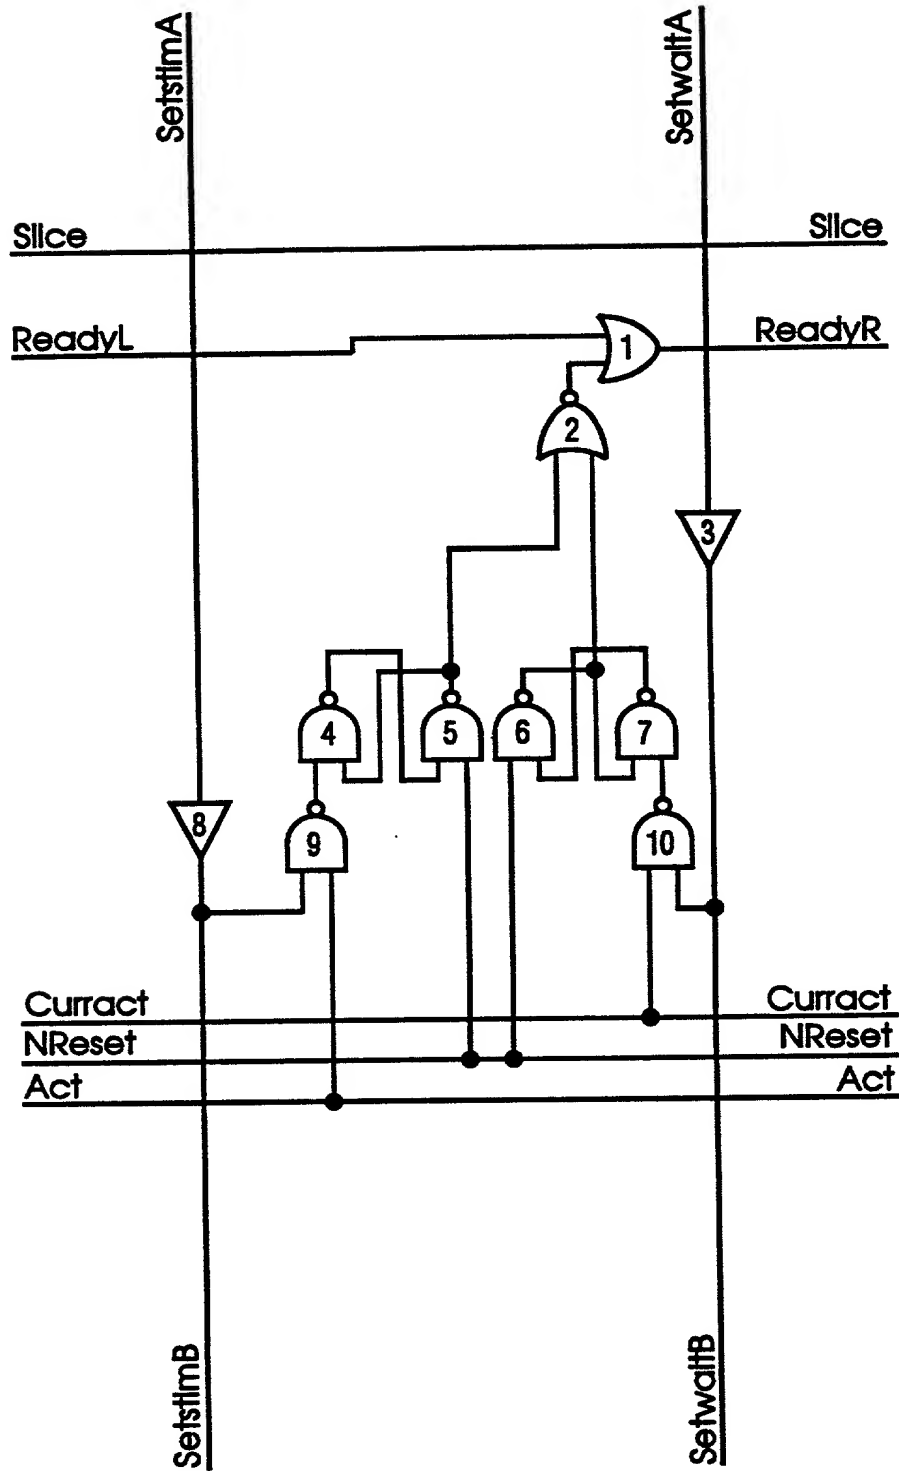 SetstimA
SetwaitA
Slice
Slice
ReadyL
ReadyR
1
2
3
4
5
6
7
8
9
10
Curract
Curract
NReset
NReset
Act
Act
SetstimB
SetwaitB